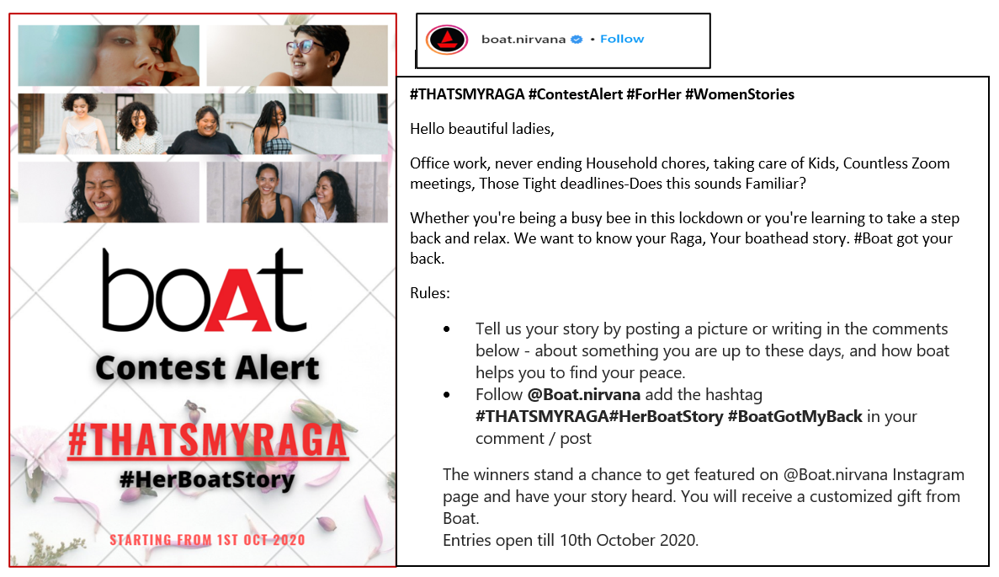 boAt
Contest Alert
#THATSMYRAGA
#HerBoatStory
STARTING FROM 1ST OCT 2020
boat.nirvana • Follow
#THATSMYRAGA #ContestAlert #ForHer #WomenStories
Hello beautiful ladies,
Office work, never ending Household chores, taking care of Kids, Countless Zoom
meetings, Those Tight deadlines-Does this sounds Familiar?
Whether you're being a busy bee in this lockdown or you're learning to take a step
back and relax. We want to know your Raga, Your boathead story. #Boat got your
back.
Rules:
• Tell us your story by posting a picture or writing in the comments
below - about something you are up to these days, and how boat
helps you to find your peace.
• Follow @Boat.nirvana add the hashtag
#THATSMYRAGA#HerBoatStory #BoatGotMyBack in your
comment / post
The winners stand a chance to get featured on @Boat.nirvana Instagram
page and have your story heard. You will receive a customized gift from
Boat.
Entries open till 10th October 2020.